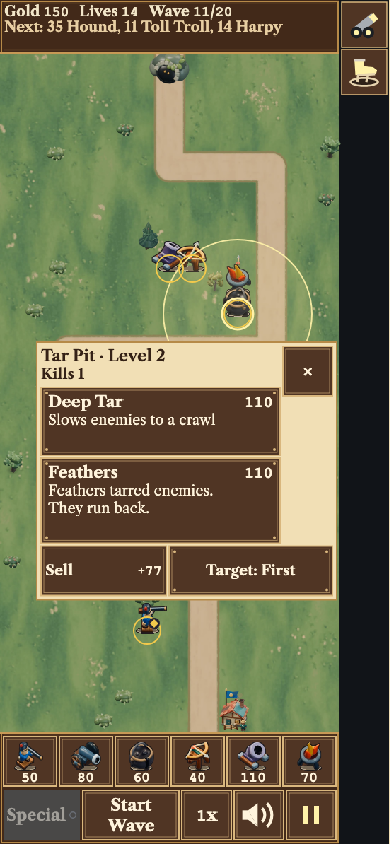 Gold 150 Lives 14 Wave 11/20
Next: 35 Hound, 11 Toll Troll, 14 Harpy
Tar Pit · Level 2
Kills 1
×
Deep Tar 110
Slows enemies to a crawl
Feathers 110
Feathers tarred enemies.
They run back.
Sell +77
Target: First
50 80 60 40 110 70
Special
Start
Wave
1x